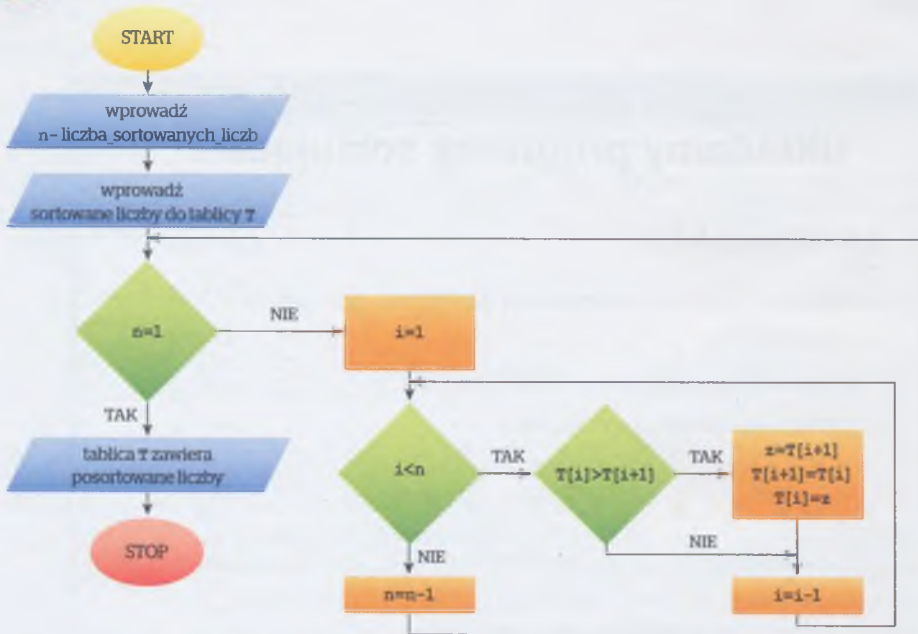 START
wprowadź
n- liczba_sortowanych_liczb
wprowadź
sortowane liczby do tablicy T
n=1
NIE
i=1
TAK
tablica T zawiera
posortowane liczby
STOP
i<n
TAK
T[i]>T[i+1]
TAK
z=T[i+1]
T[i+1]=T[i]
T[i]=z
NIE
NIE
n=n-1
i=i-1